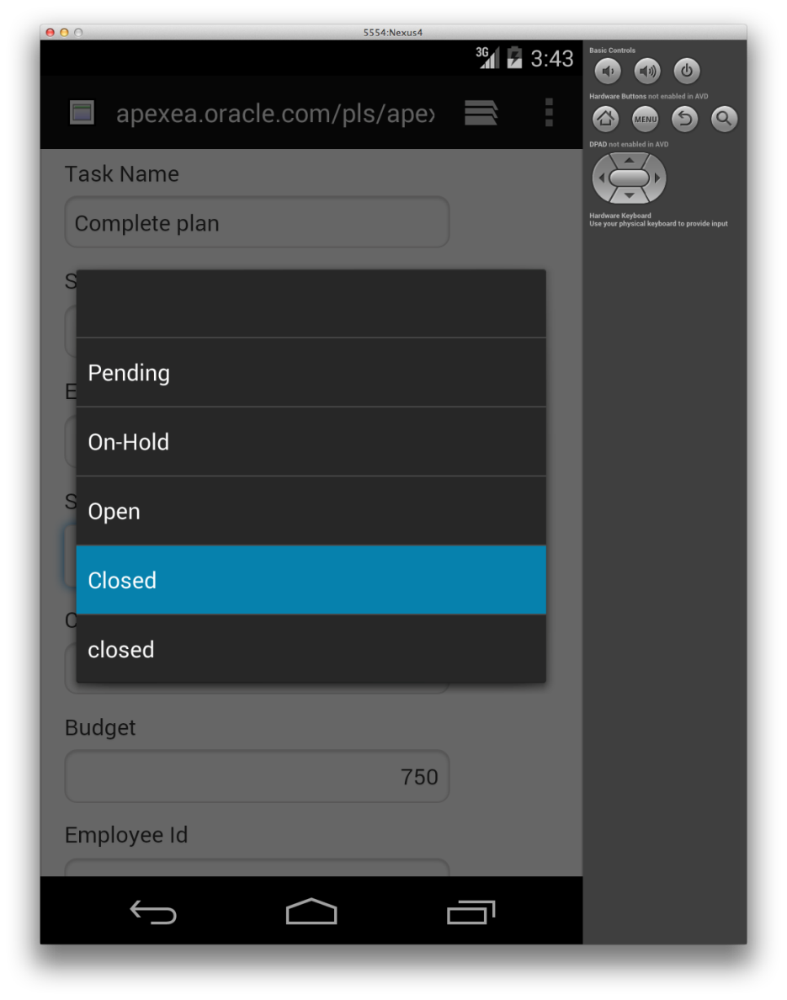 5554:Nexus4
3G 3:43
apexea.oracle.com/pls/apex
Task Name
Complete plan
S
E
Pending
On-Hold
S
Open
Closed
C
closed
Budget
750
Employee Id
Basic Controls
Hardware Buttons not enabled in AVD
MENU
DPAD not enabled in AVD
Hardware Keyboard
Use your physical keyboard to provide input